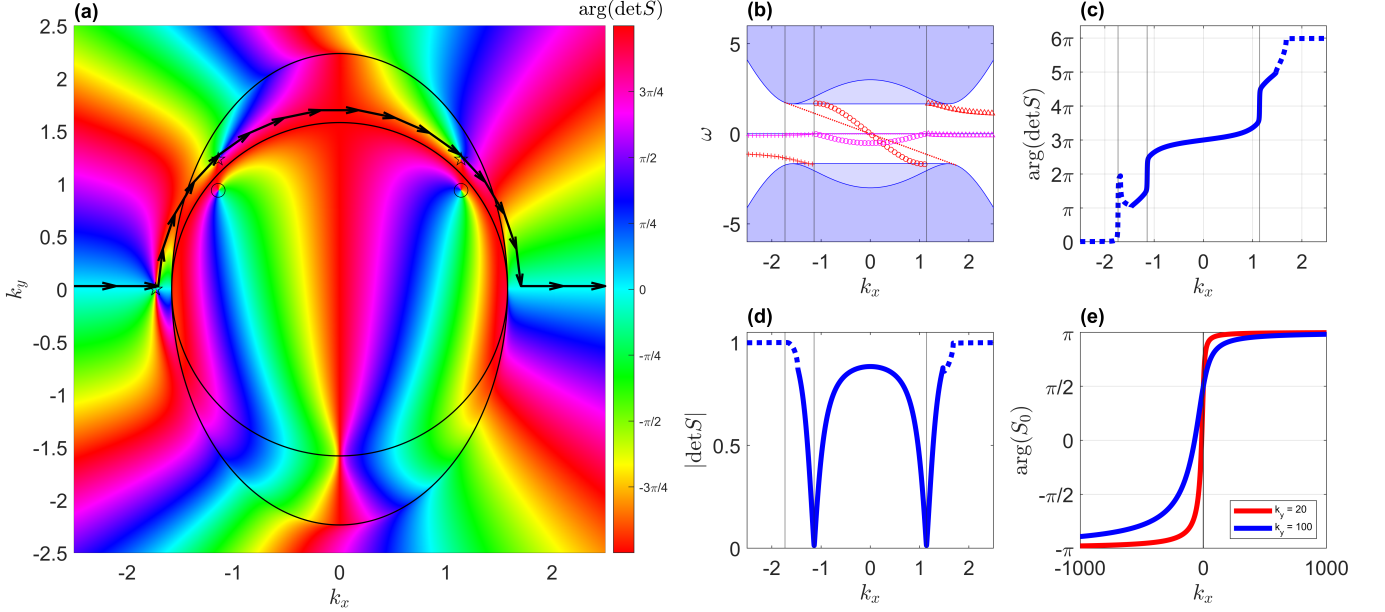 (a)
arg(detS)
2.5
2
1.5
1
0.5
0
-0.5
-1
-1.5
-2
-2.5
k_y
-2
-1
0
1
2
k_x
3π/4
π/2
π/4
0
-π/4
-π/2
-3π/4
(b)
5
0
-5
ω
-2
-1
0
1
2
k_x
(c)
6π
5π
4π
3π
2π
π
0
arg(detS)
-2
-1
0
1
2
k_x
(d)
1
0.5
0
|detS|
-2
-1
0
1
2
k_x
(e)
π
π/2
0
-π/2
-π
arg(S_0)
k_y = 20
k_y = 100
-1000
0
1000
k_x